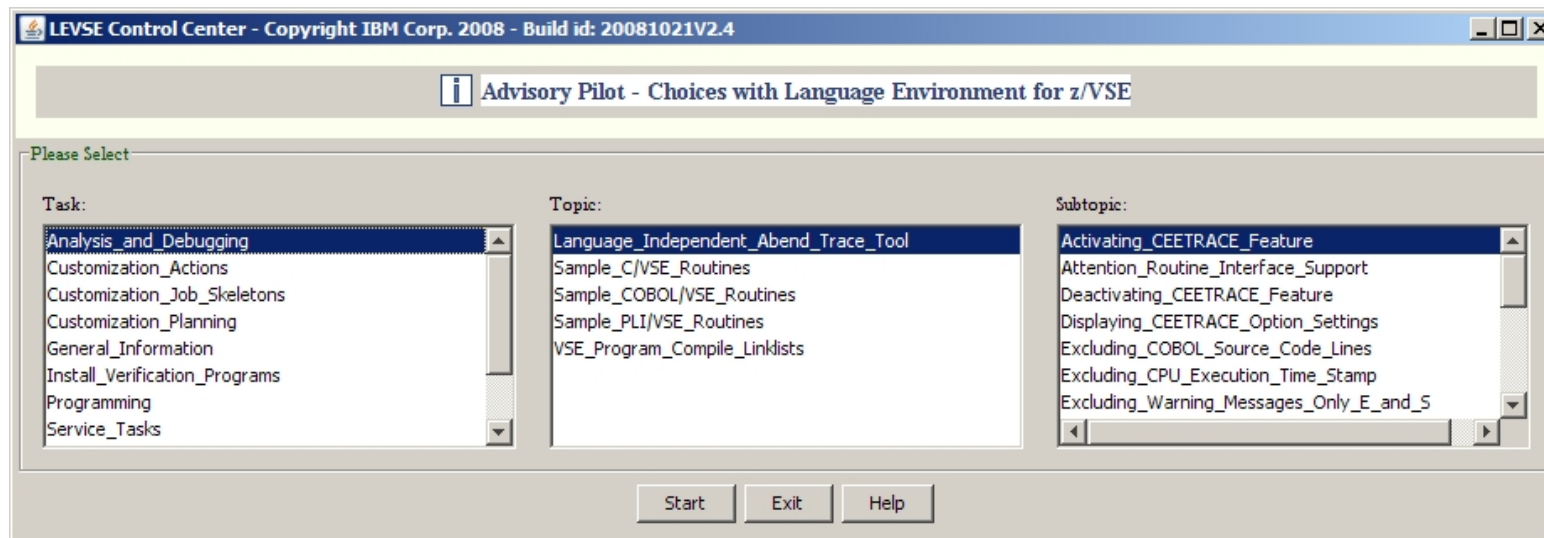 LEVSE Control Center - Copyright IBM Corp. 2008 - Build id: 20081021V2.4
i Advisory Pilot - Choices with Language Environment for z/VSE
Please Select
Task:
Analysis_and_Debugging
Customization_Actions
Customization_Job_Skeletons
Customization_Planning
General_Information
Install_Verification_Programs
Programming
Service_Tasks
Topic:
Language_Independent_Abend_Trace_Tool
Sample_C/VSE_Routines
Sample_COBOL/VSE_Routines
Sample_PLI/VSE_Routines
VSE_Program_Compile_Linklists
Subtopic:
Activating_CEETRACE_Feature
Attention_Routine_Interface_Support
Deactivating_CEETRACE_Feature
Displaying_CEETRACE_Option_Settings
Excluding_COBOL_Source_Code_Lines
Excluding_CPU_Execution_Time_Stamp
Excluding_Warning_Messages_Only_E_and_S
Start Exit Help